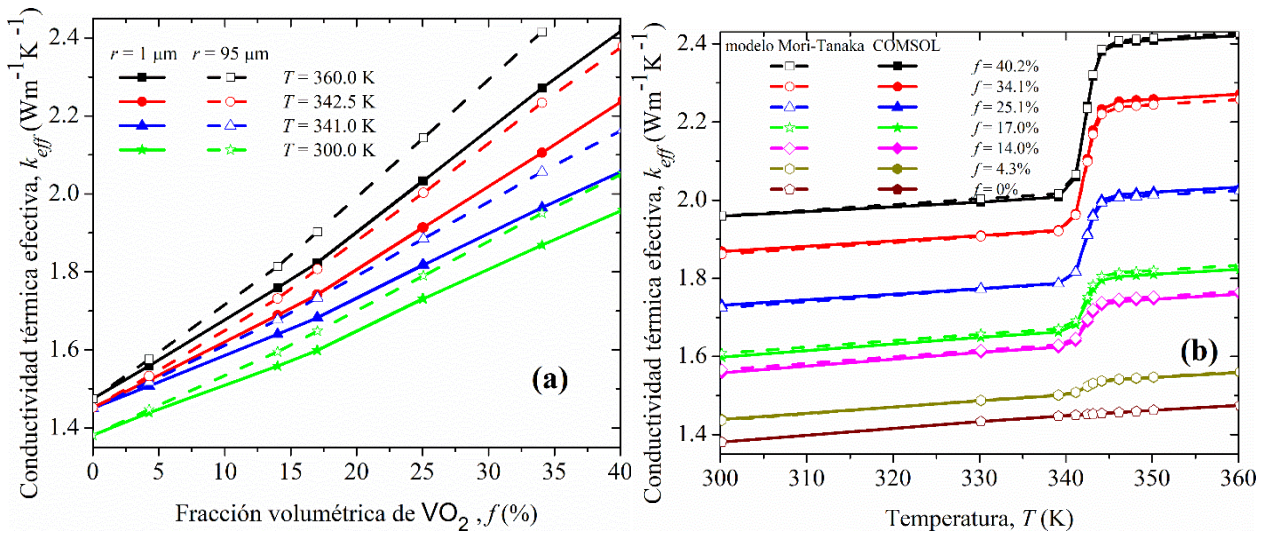 (a)
Conductividad térmica efectiva, k_eff (Wm⁻¹K⁻¹)
2.4
2.2
2.0
1.8
1.6
1.4
r = 1 μm r = 95 μm
T = 360.0 K
T = 342.5 K
T = 341.0 K
T = 300.0 K
0 5 10 15 20 25 30 35 40
Fracción volumétrica de VO₂ , f (%)
(b)
Conductividad térmica efectiva, k_eff (Wm⁻¹K⁻¹)
2.4
2.2
2.0
1.8
1.6
1.4
modelo Mori-Tanaka COMSOL
f = 40.2%
f = 34.1%
f = 25.1%
f = 17.0%
f = 14.0%
f = 4.3%
f = 0%
300 310 320 330 340 350 360
Temperatura, T (K)